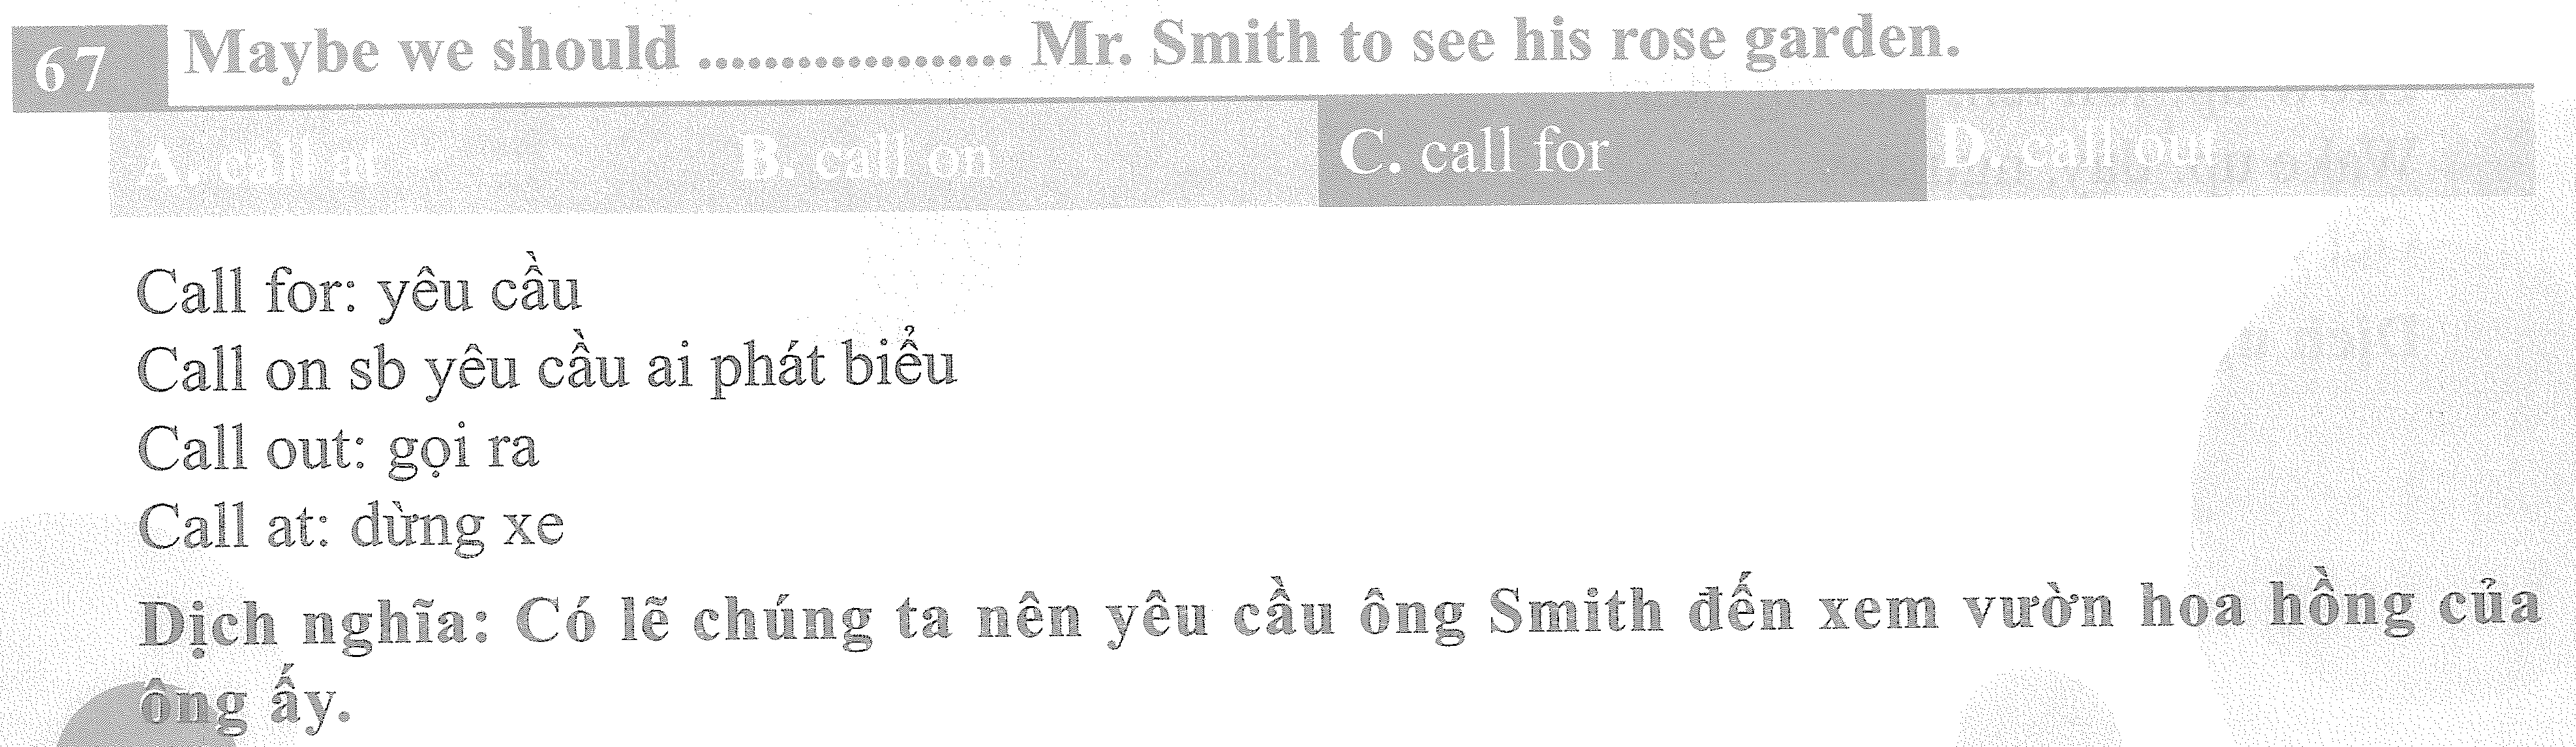 67 Maybe we should ................... Mr. Smith to see his rose garden.
A. call at B. call on C. call for D. call out
Call for: yêu cầu
Call on sb yêu cầu ai phát biểu
Call out: gọi ra
Call at: dừng xe
Dịch nghĩa: Có lẽ chúng ta nên yêu cầu ông Smith đến xem vườn hoa hồng của
ông ấy.